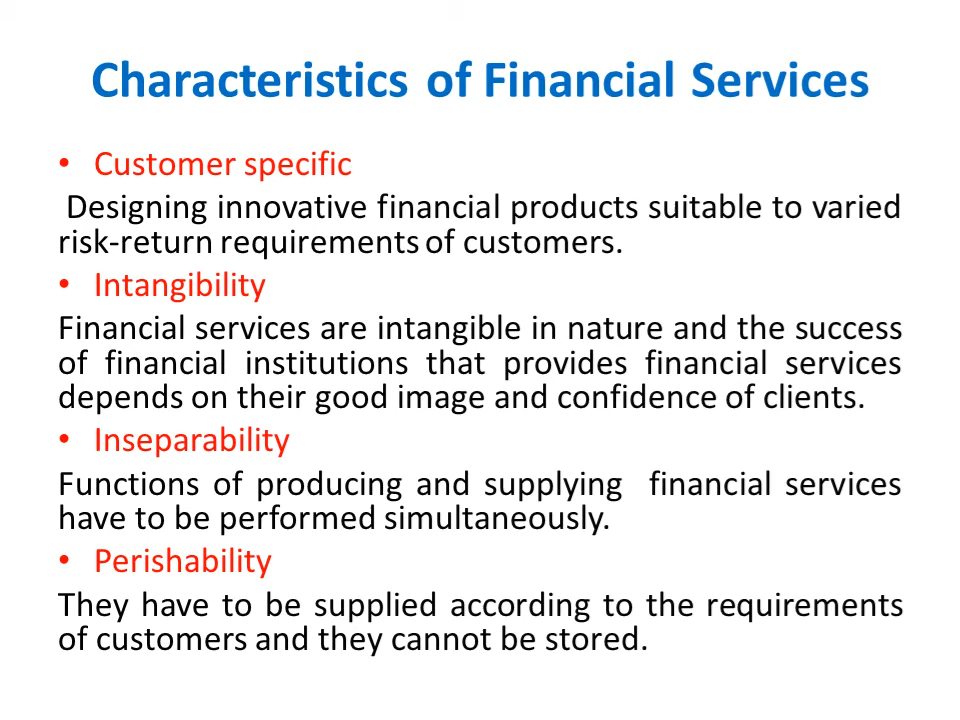 Characteristics of Financial Services
• Customer specific
Designing innovative financial products suitable to varied
risk-return requirements of customers.
• Intangibility
Financial services are intangible in nature and the success
of financial institutions that provides financial services
depends on their good image and confidence of clients.
• Inseparability
Functions of producing and supplying financial services
have to be performed simultaneously.
• Perishability
They have to be supplied according to the requirements
of customers and they cannot be stored.